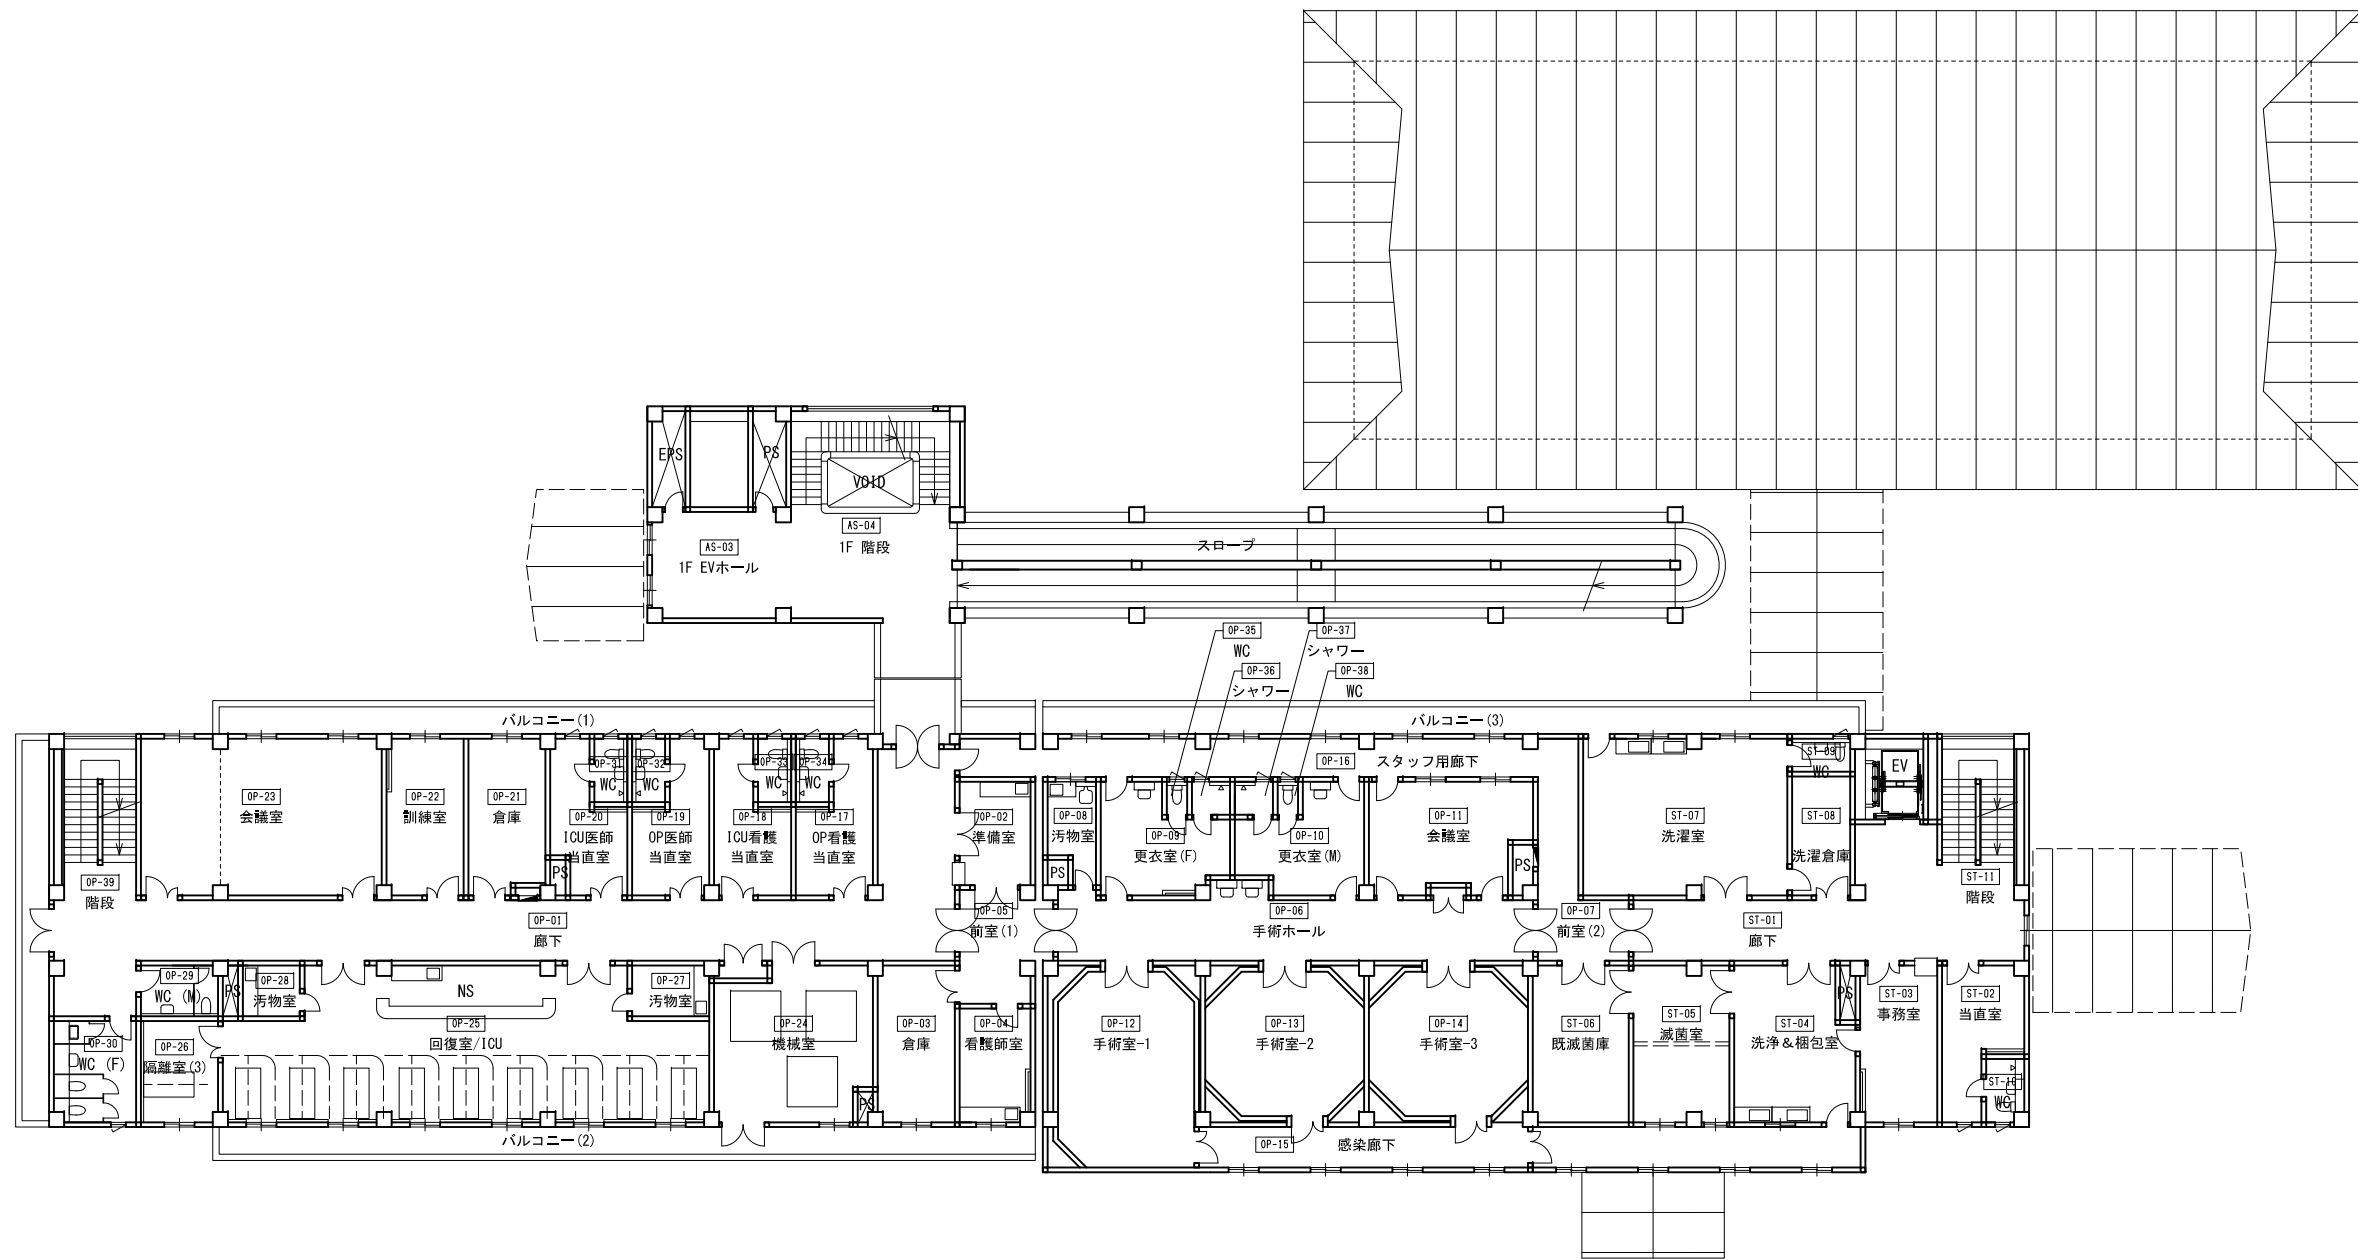 EPS
PS
VOID
AS-04
1F 階段
AS-03
1F EVホール
スロープ
OP-35
WC
OP-36
シャワー
OP-37
シャワー
OP-38
WC
バルコニー(1)
バルコニー(3)
OP-16
スタッフ用廊下
OP-39
階段
OP-23
会議室
OP-22
訓練室
OP-21
倉庫
PS
OP-31
WC
OP-32
WC
OP-33
WC
OP-34
WC
OP-20
ICU医師
当直室
OP-19
OP医師
当直室
OP-18
ICU看護
当直室
OP-17
OP看護
当直室
OP-02
準備室
OP-08
汚物室
PS
OP-09
更衣室(F)
OP-10
更衣室(M)
OP-11
会議室
PS
ST-07
洗濯室
ST-09
WC
ST-08
洗濯倉庫
EV
ST-11
階段
OP-01
廊下
OP-05
前室(1)
OP-06
手術ホール
OP-07
前室(2)
ST-01
廊下
OP-29
WC (M)
PS
OP-28
汚物室
NS
OP-27
汚物室
OP-30
WC (F)
OP-26
隔離室(3)
OP-25
回復室/ICU
OP-24
機械室
PS
OP-03
倉庫
OP-04
看護師室
OP-12
手術室-1
OP-13
手術室-2
OP-14
手術室-3
ST-06
既滅菌庫
ST-05
滅菌室
ST-04
洗浄&梱包室
PS
ST-03
事務室
ST-02
当直室
ST-10
WC
バルコニー(2)
OP-15
感染廊下